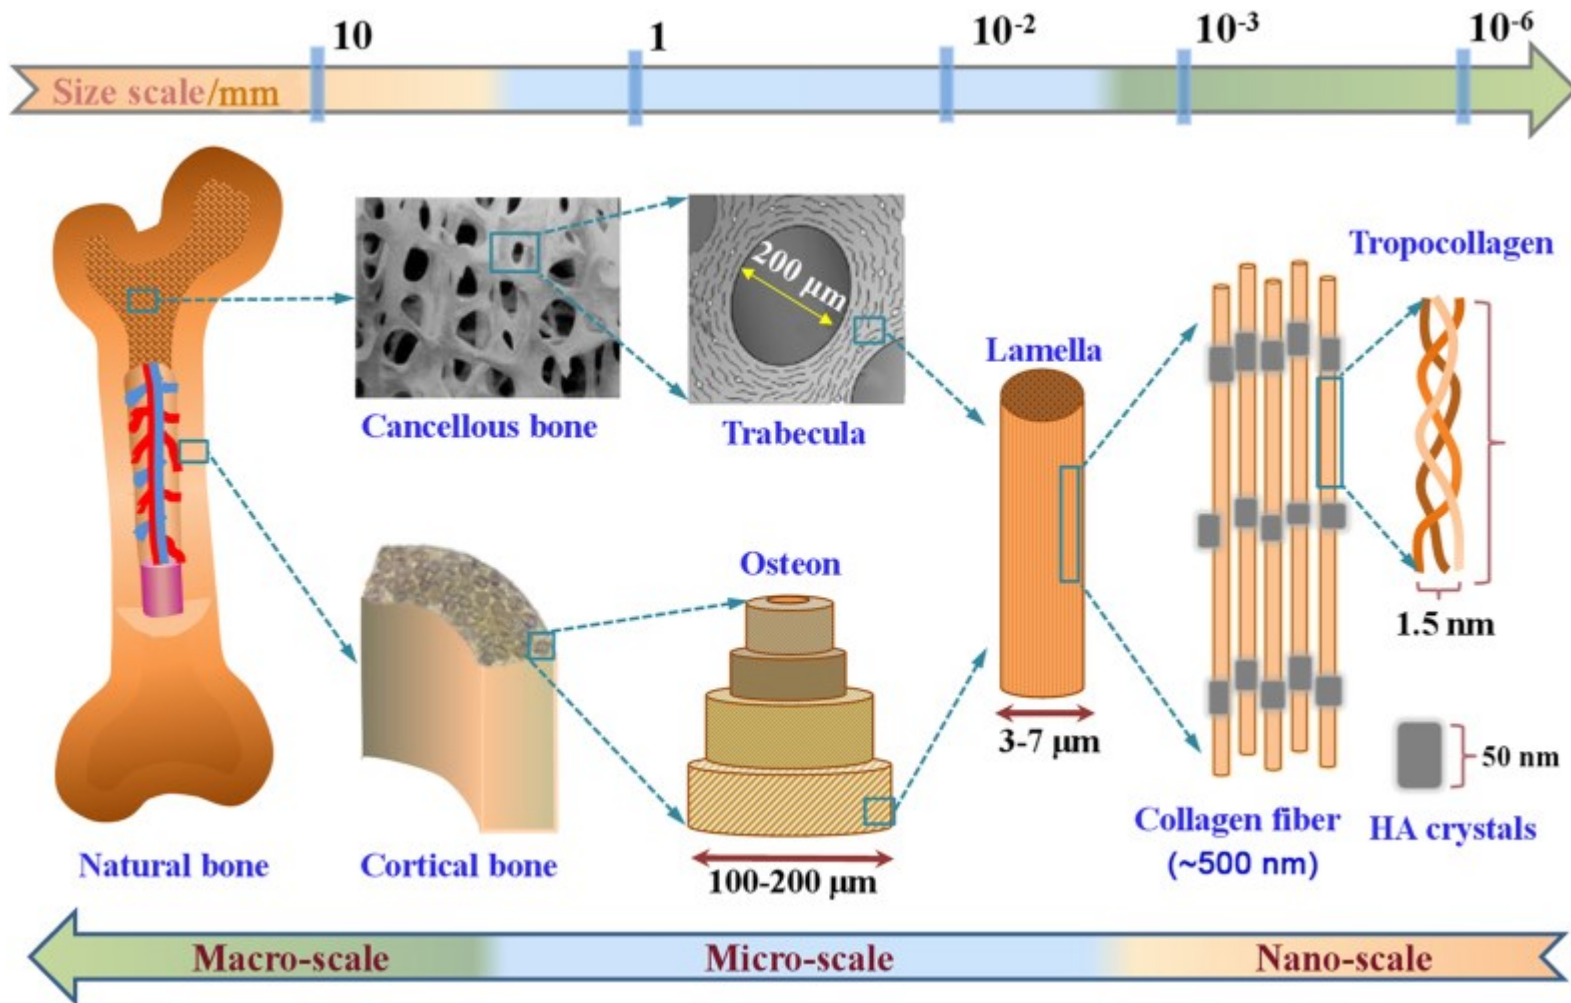 10
1
10⁻²
10⁻³
10⁻⁶
Size scale/mm
200 μm
Tropocollagen
Lamella
Cancellous bone
Trabecula
Osteon
1.5 nm
3-7 μm
50 nm
Collagen fiber
(~500 nm)
HA crystals
Natural bone
Cortical bone
100-200 μm
Macro-scale
Micro-scale
Nano-scale